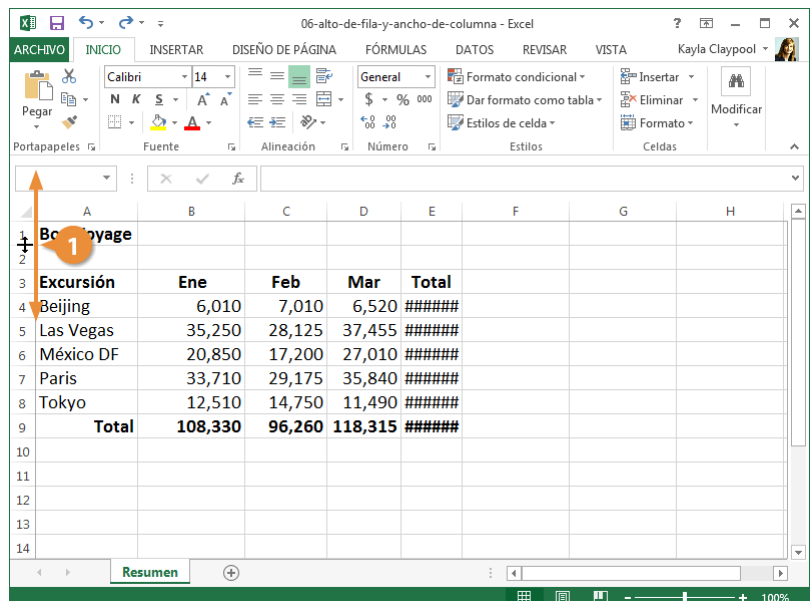 06-alto-de-fila-y-ancho-de-columna - Excel ?
ARCHIVO INICIO INSERTAR DISEÑO DE PÁGINA FÓRMULAS DATOS REVISAR VISTA Kayla Claypool
Pegar
Calibri 14
N K S A A
A
General
$ % 000
Formato condicional
Dar formato como tabla
Estilos de celda
Insertar
Eliminar
Formato
Modificar
Portapapeles Fuente Alineación Número Estilos Celdas
fx
A B C D E F G H
1
1
2
3 Excursión Ene Feb Mar Total
4 Beijing 6,010 7,010 6,520 ######
5 Las Vegas 35,250 28,125 37,455 ######
6 México DF 20,850 17,200 27,010 ######
7 Paris 33,710 29,175 35,840 ######
8 Tokyo 12,510 14,750 11,490 ######
9 Total 108,330 96,260 118,315 ######
10
11
12
13
14
Resumen
100%